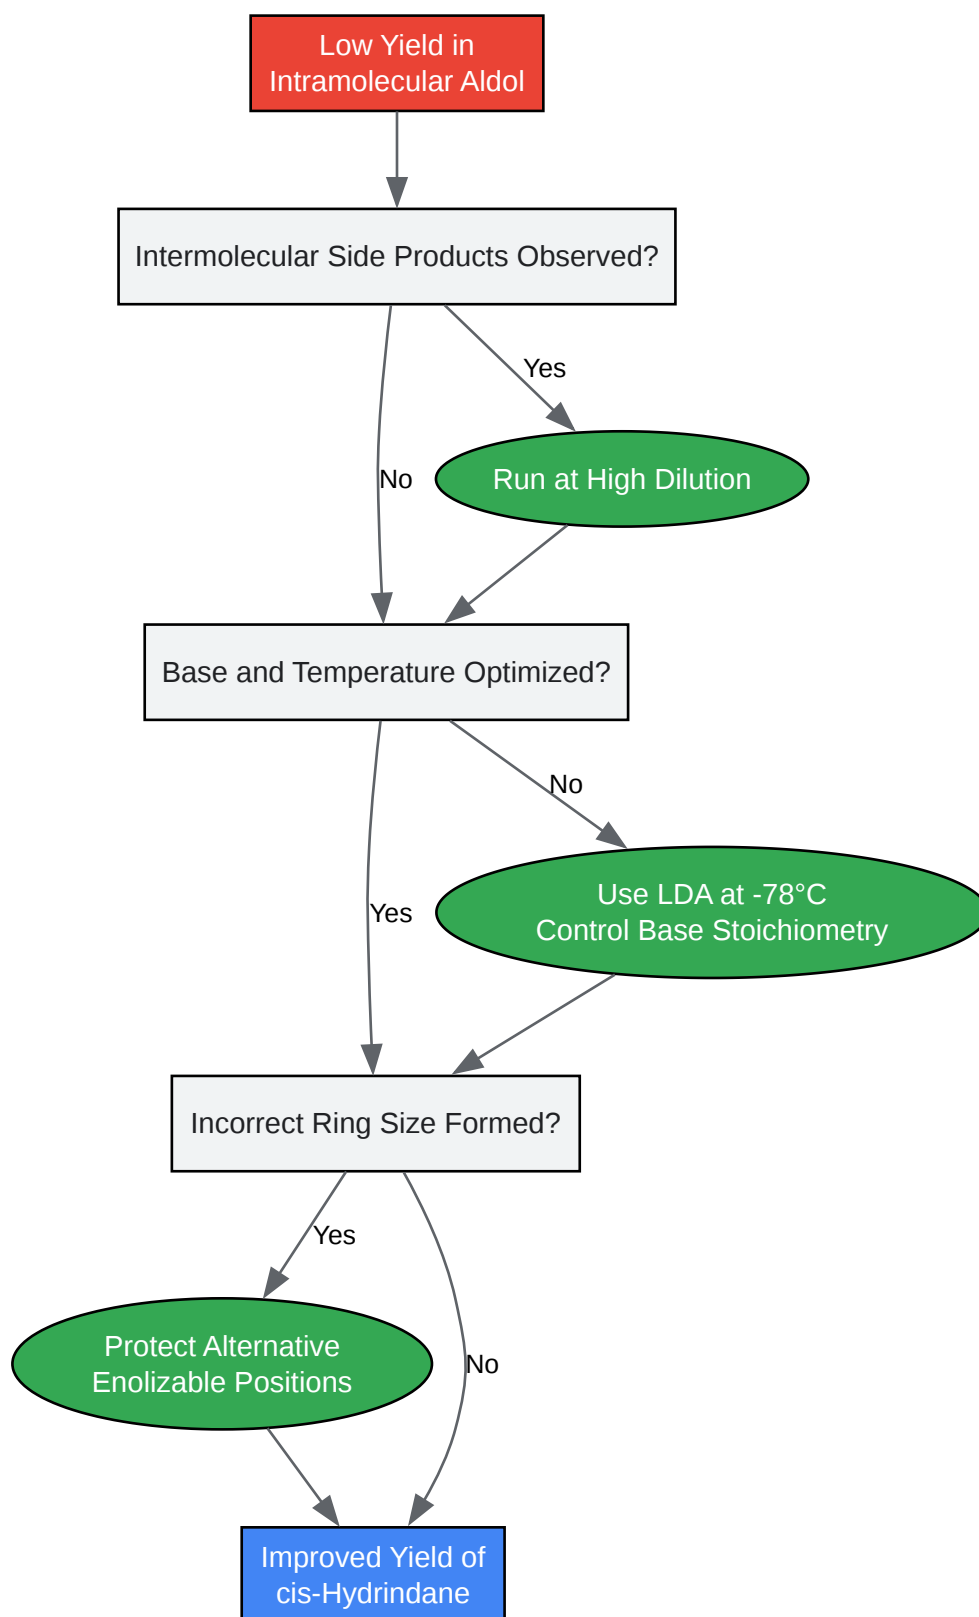 Low Yield in
Intramolecular Aldol
Intermolecular Side Products Observed?
Yes
No
Run at High Dilution
Base and Temperature Optimized?
No
Yes
Use LDA at -78°C
Control Base Stoichiometry
Incorrect Ring Size Formed?
Yes
No
Protect Alternative
Enolizable Positions
Improved Yield of
cis-Hydrindane